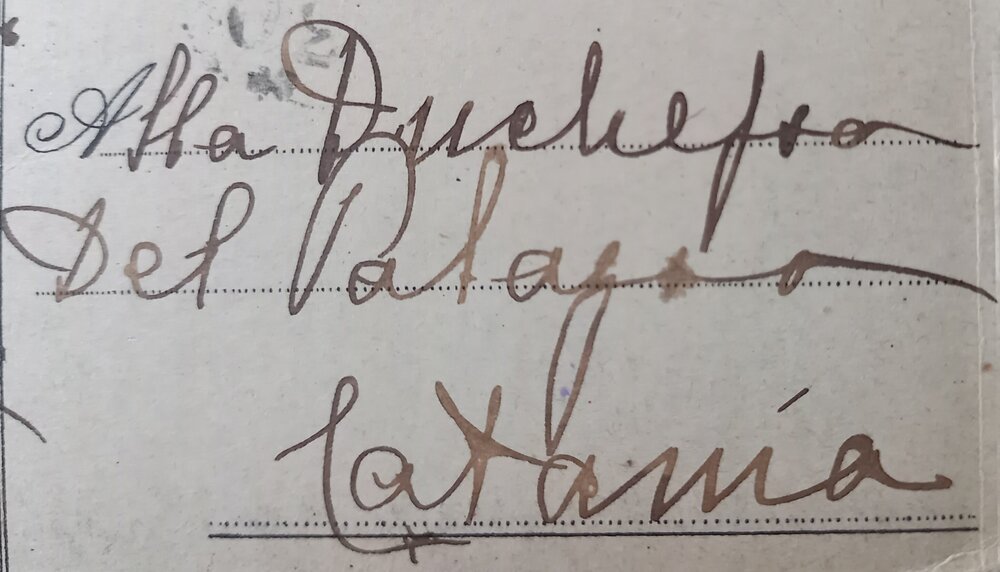 Alla Duchessa
Del Palazzo
Catania